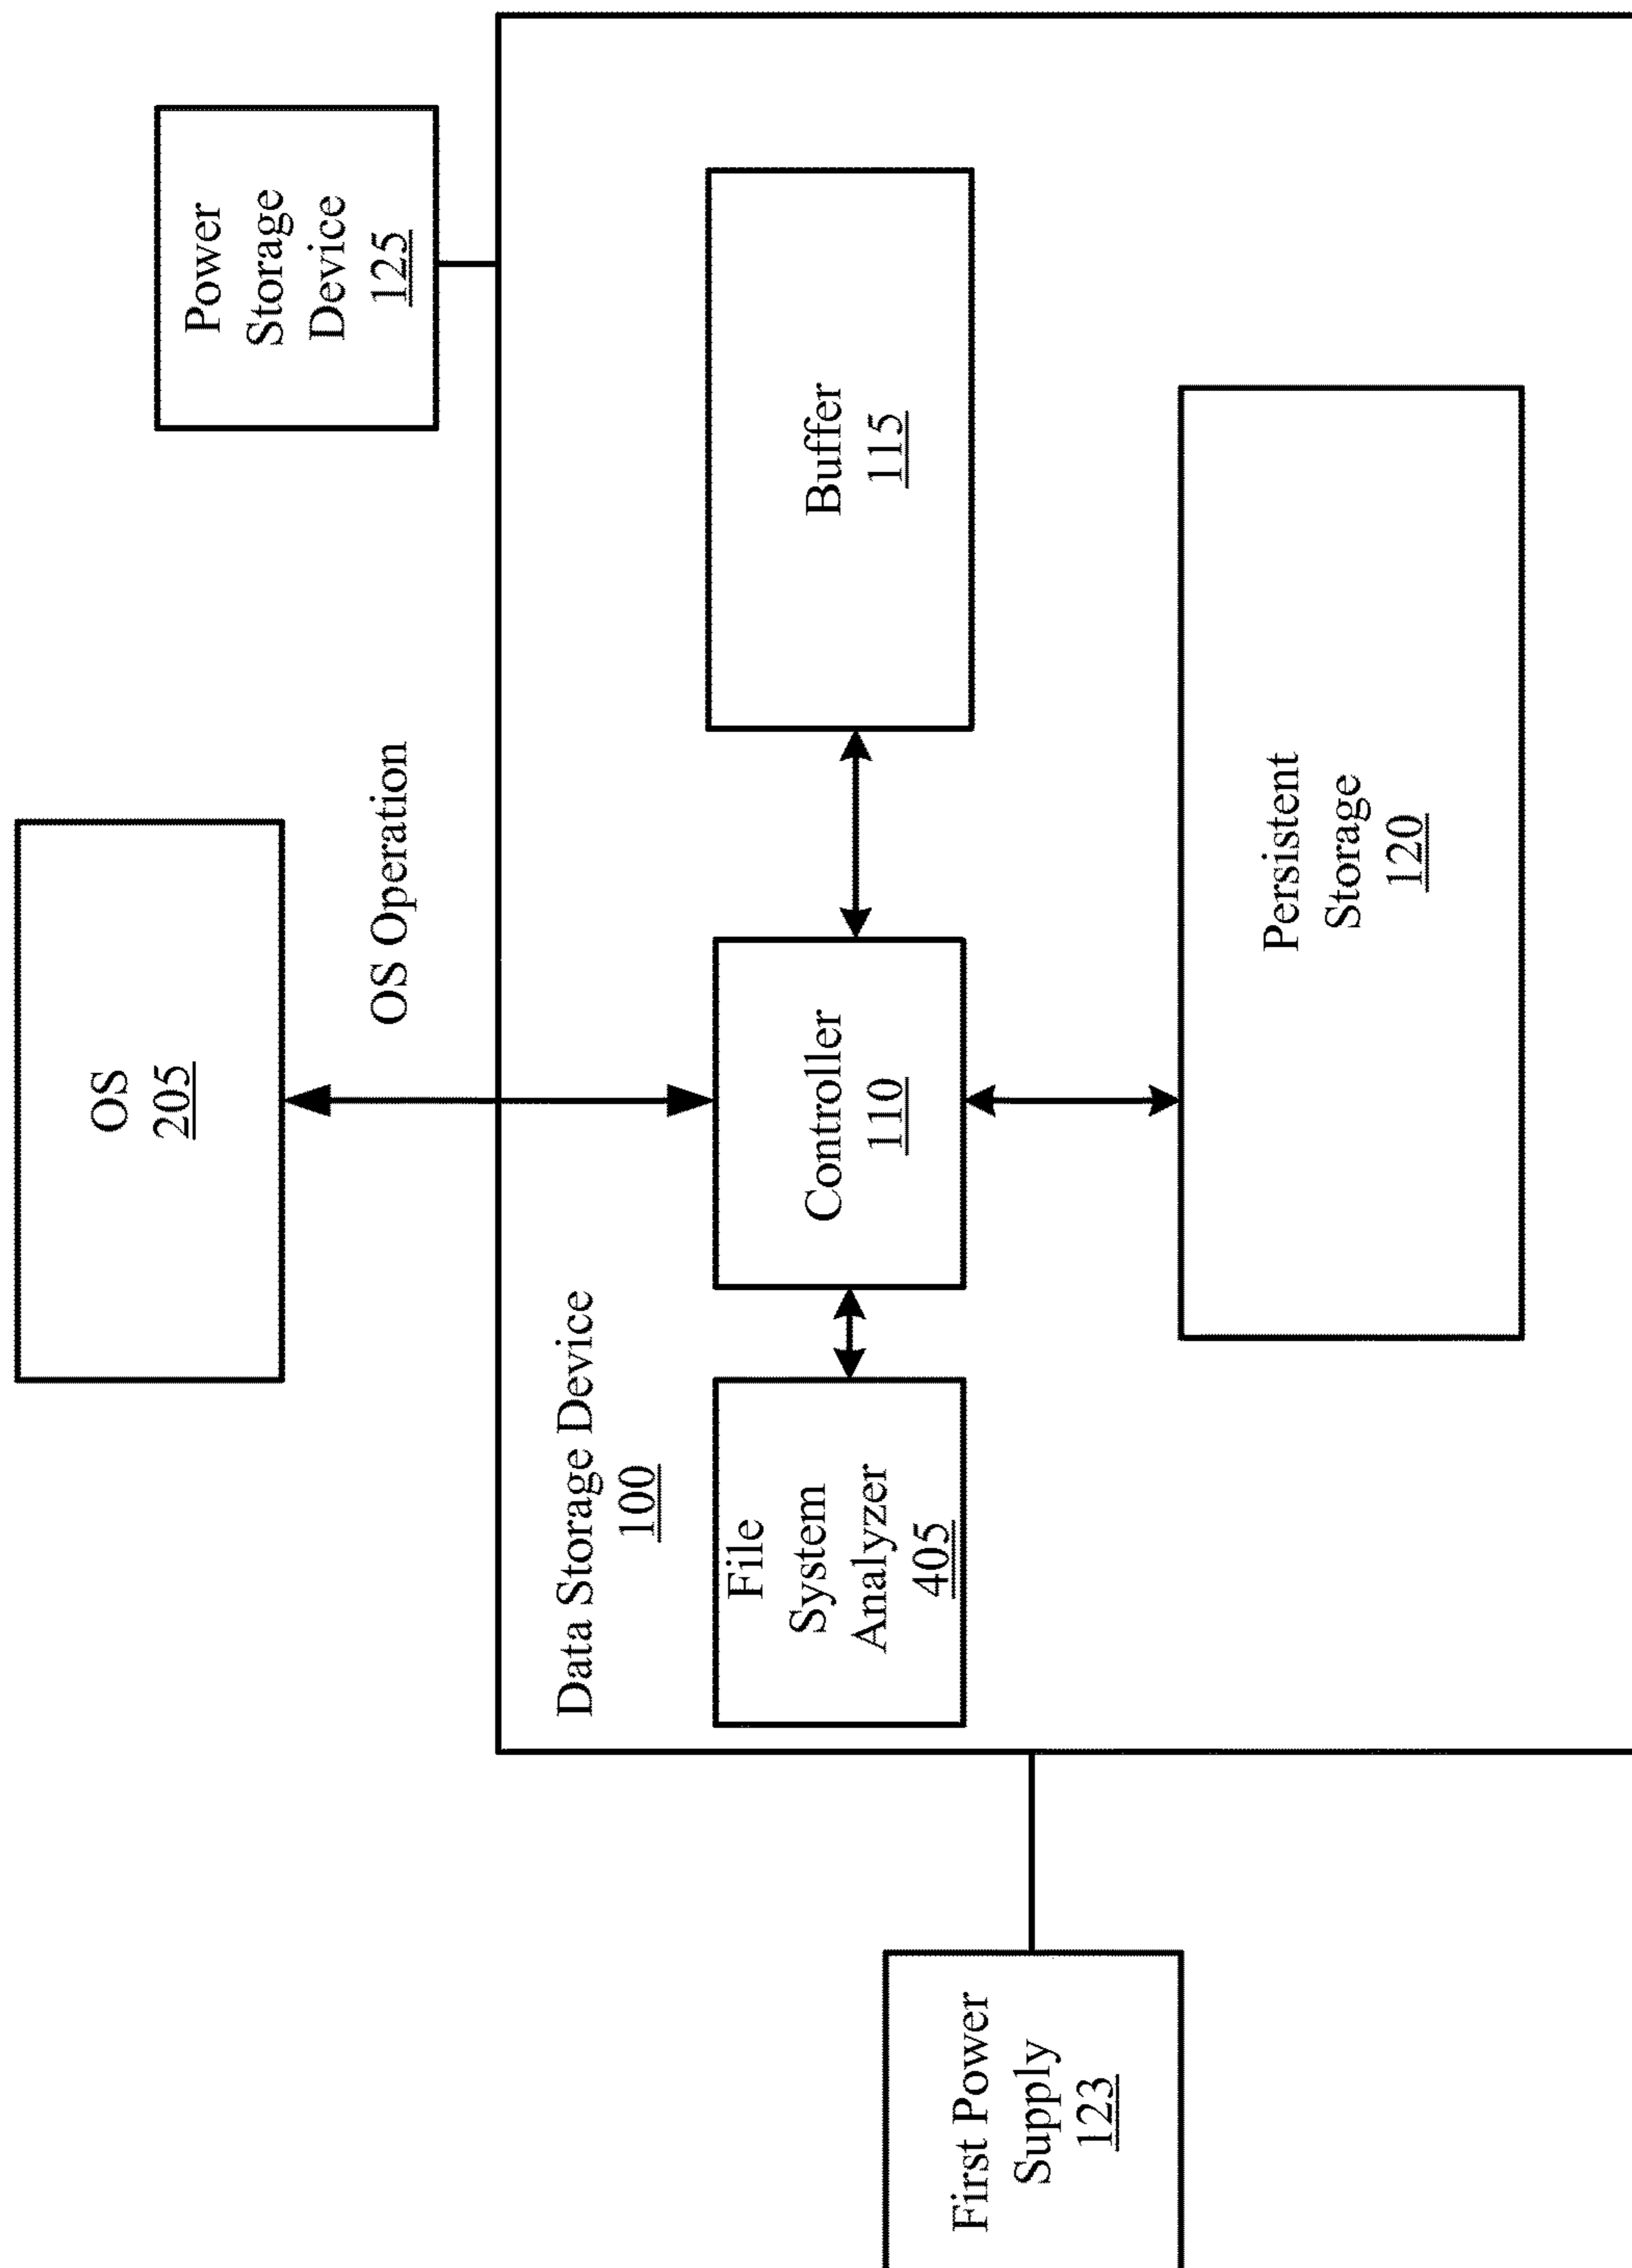 OS
205
OS Operation
Power
Storage
Device
125
Data Storage Device
100
File
System
Analyzer
405
Controller
110
Buffer
115
Persistent
Storage
120
First Power
Supply
123